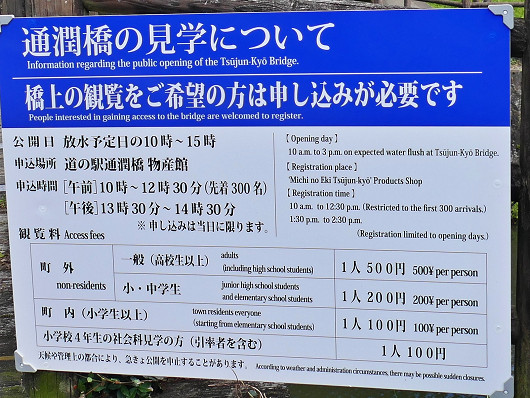 通潤橋の見学について
Information regarding the public opening of the Tsūjun-Kyō Bridge.
橋上の観覧をご希望の方は申し込みが必要です
People interested in gaining access to the bridge are welcomed to register.
公開日 放水予定日の10時～15時
申込場所 道の駅通潤橋 物産館
申込時間 [午前]10時～12時30分(先着300名)
[午後]13時30分～14時30分
※申し込みは当日に限ります。
【Opening day】
10 a.m. to 3 p.m. on expected water flush at Tsūjun-Kyō Bridge.
【Registration place】
'Michi no Eki Tsūjun-kyō' Products Shop
【Registration time】
10 a.m. to 12:30 p.m. (Restricted to the first 300 arrivals.)
1:30 p.m. to 2:30 p.m.
(Registration limited to opening days.)
観覧料 Access fees
町外 non-residents
一般(高校生以上) adults (including high school students) 1人500円 500¥ per person
小・中学生 junior high school and elementary school students 1人200円 200¥ per person
町内(小学生以上) town residents everyone (starting from elementary school students) 1人100円 100¥ per person
小学校4年生の社会科見学の方(引率者を含む) 1人100円
天候や管理上の都合により、急きょ公開を中止することがあります。 According to weather and administration circumstances, there may be possible sudden closures.